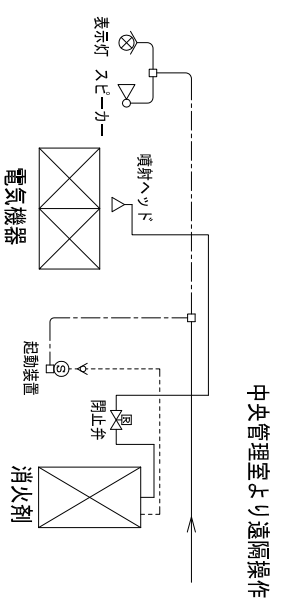 中央管理室より遠隔操作
表示灯
スピーカー
噴射ヘッド
電気機器
起動装置
S
R
閉止弁
消火剤